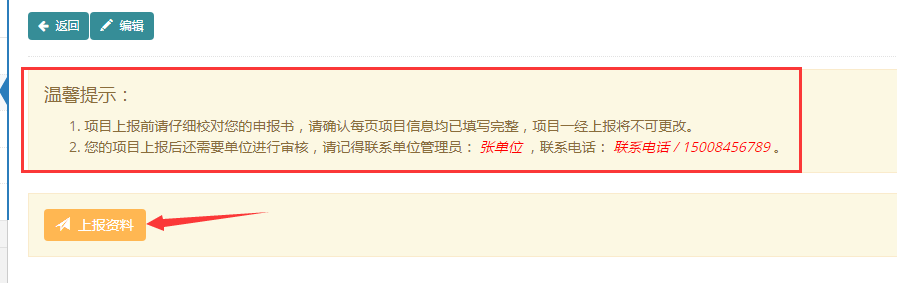 返回 编辑
温馨提示：
1. 项目上报前请仔细校对您的申报书，请确认每页项目信息均已填写完整，项目一经上报将不可更改。
2. 您的项目上报后还需要单位进行审核，请记得联系单位管理员： 张单位 ，联系电话： 联系电话 / 15008456789 。
上报资料